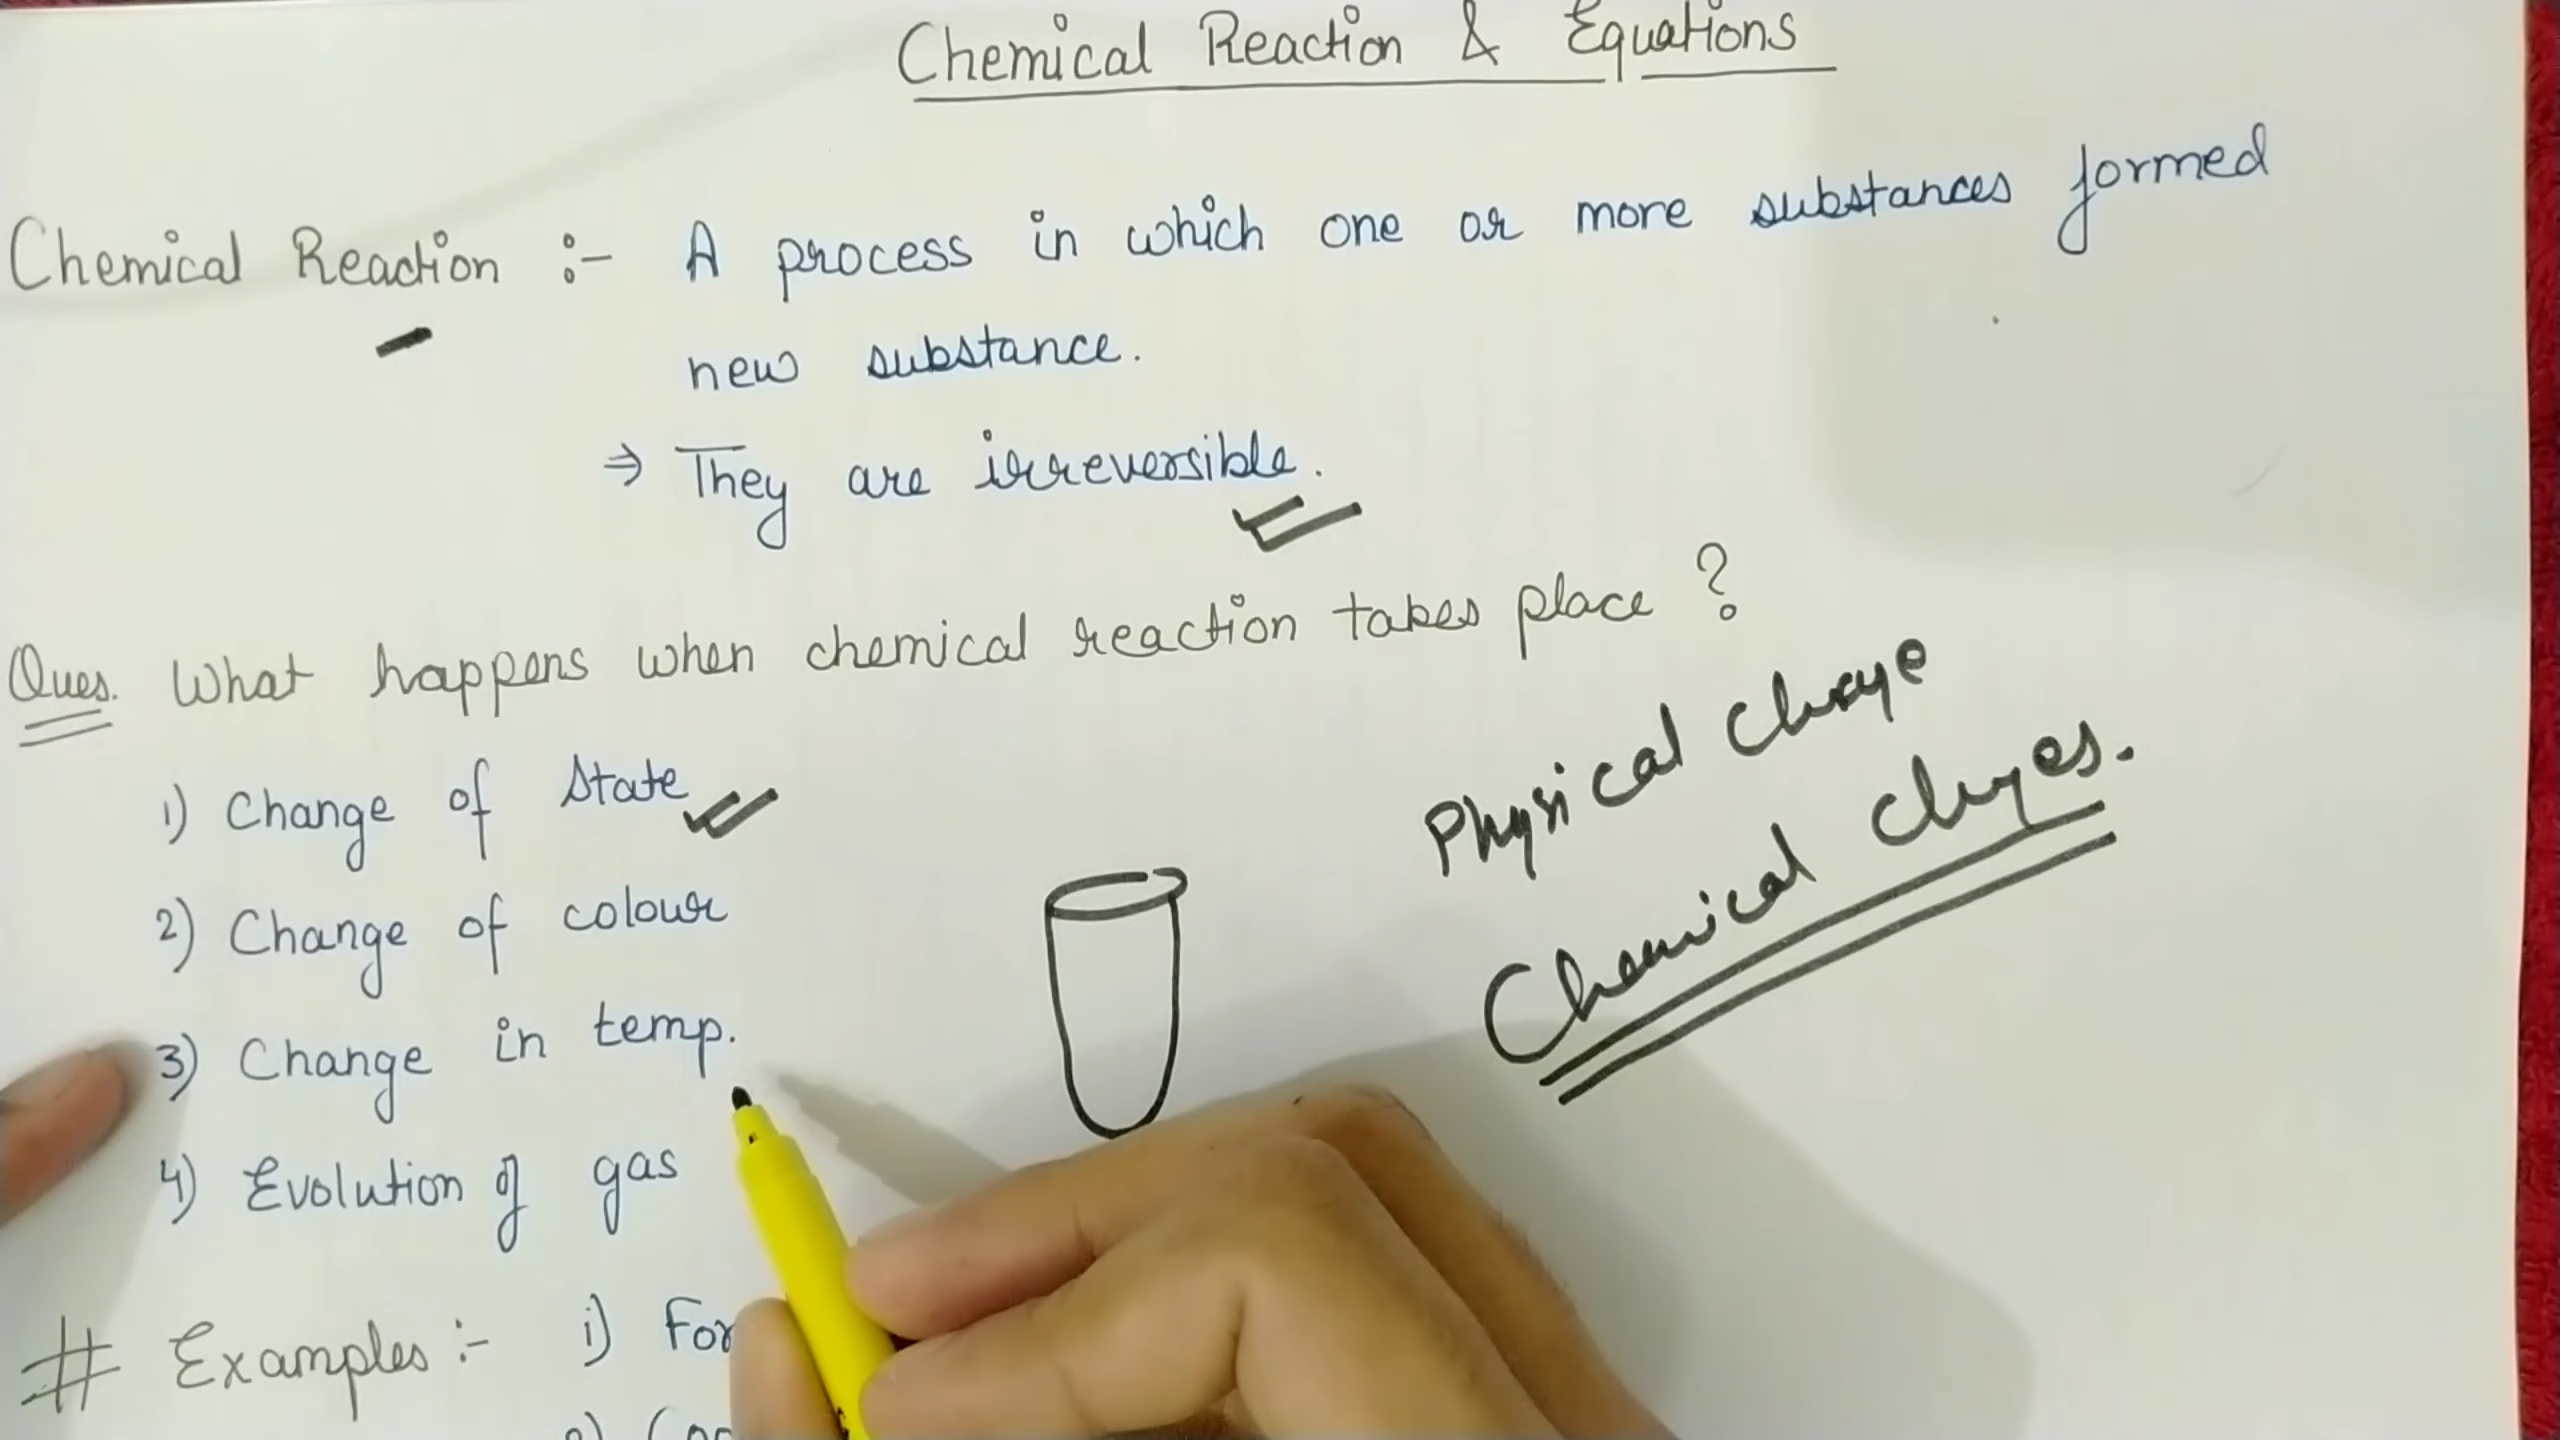 Chemical Reaction & Equations
Chemical Reaction :- A process in which one or more substances formed
new substance.
⇒ They are irreversible.
Ques. What happens when chemical reaction takes place ?
1) Change of State
2) Change of colour
3) Change in temp.
4) Evolution of gas
Physical Change
Chemical Changes.
# Examples :- i) For